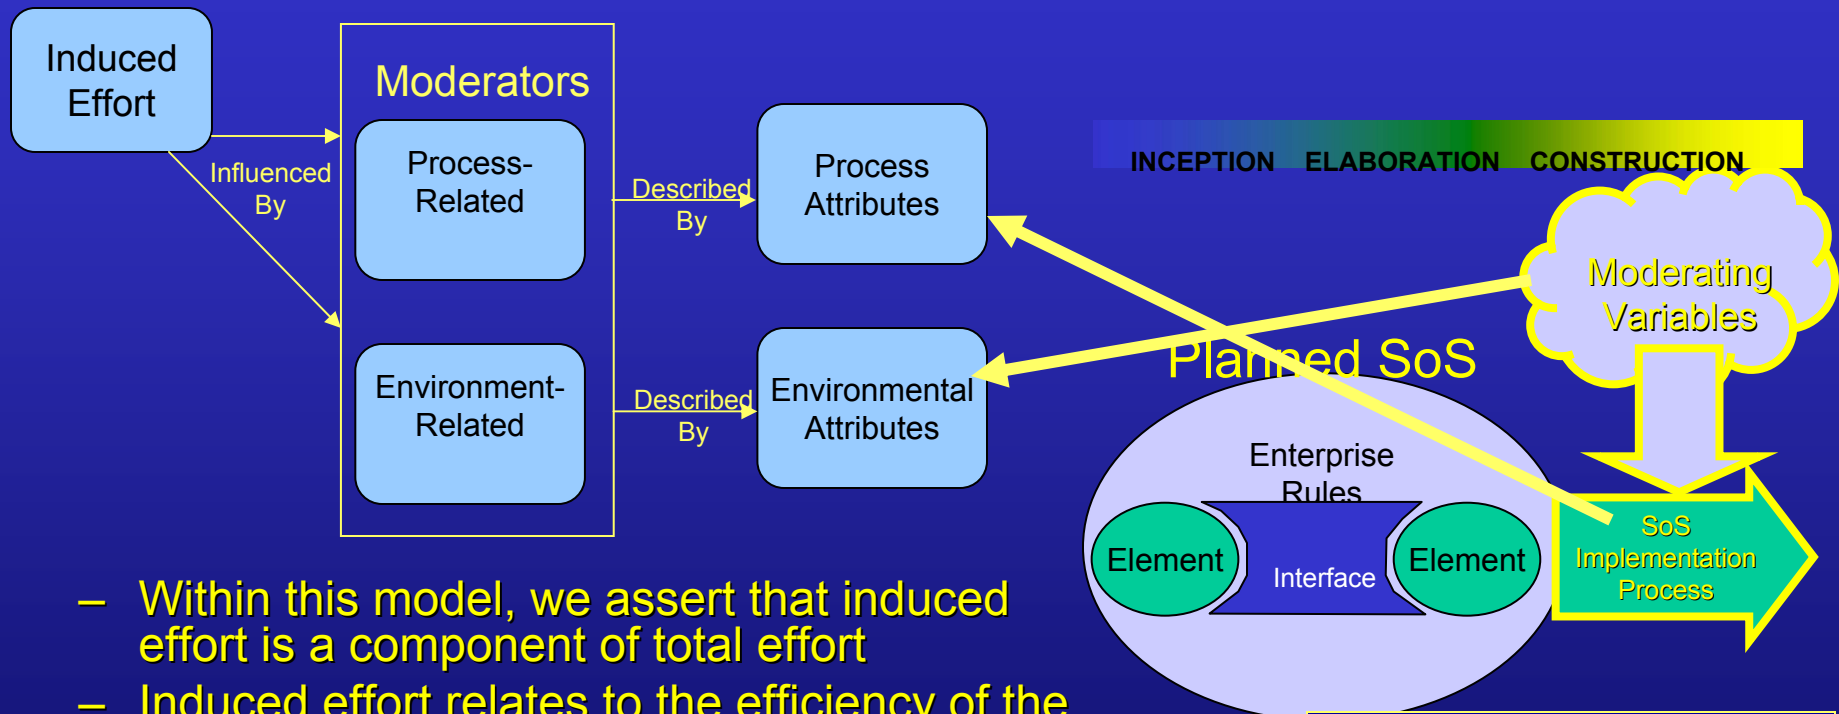 Induced
Effort
Influenced
By
Moderators
Process-
Related
Environment-
Related
Described
By
Described
By
Process
Attributes
Environmental
Attributes
INCEPTION ELABORATION CONSTRUCTION
Moderating
Variables
Planned SoS
Enterprise
Rules
Element
Interface
Element
SoS
Implementation
Process
– Within this model, we assert that induced
effort is a component of total effort
– Induced effort relates to the efficiency of the